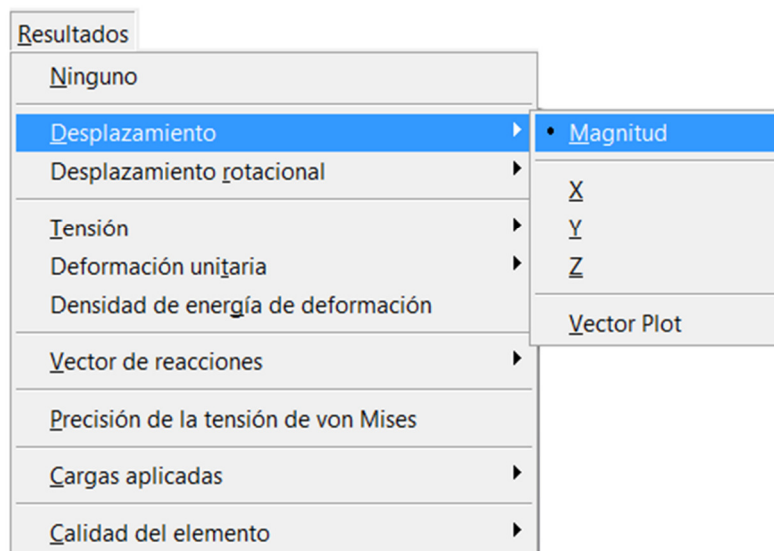 Resultados
Ninguno
Desplazamiento
Magnitud
Desplazamiento rotacional
X
Tensión
Y
Deformación unitaria
Z
Densidad de energía de deformación
Vector Plot
Vector de reacciones
Precisión de la tensión de von Mises
Cargas aplicadas
Calidad del elemento